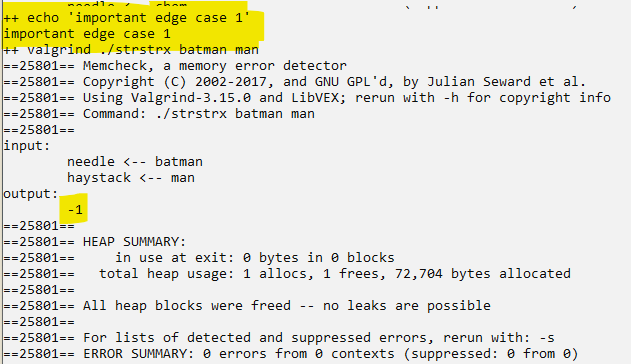 ++ echo 'important edge case 1'
important edge case 1
++ valgrind ./strstrx batman man
==25801== Memcheck, a memory error detector
==25801== Copyright (C) 2002-2017, and GNU GPL'd, by Julian Seward et al.
==25801== Using Valgrind-3.15.0 and LibVEX; rerun with -h for copyright info
==25801== Command: ./strstrx batman man
==25801==
input:
needle <-- batman
haystack <-- man
output:
-1
==25801==
==25801== HEAP SUMMARY:
==25801== in use at exit: 0 bytes in 0 blocks
==25801== total heap usage: 1 allocs, 1 frees, 72,704 bytes allocated
==25801==
==25801== All heap blocks were freed -- no leaks are possible
==25801==
==25801== For lists of detected and suppressed errors, rerun with: -s
==25801== ERROR SUMMARY: 0 errors from 0 contexts (suppressed: 0 from 0)